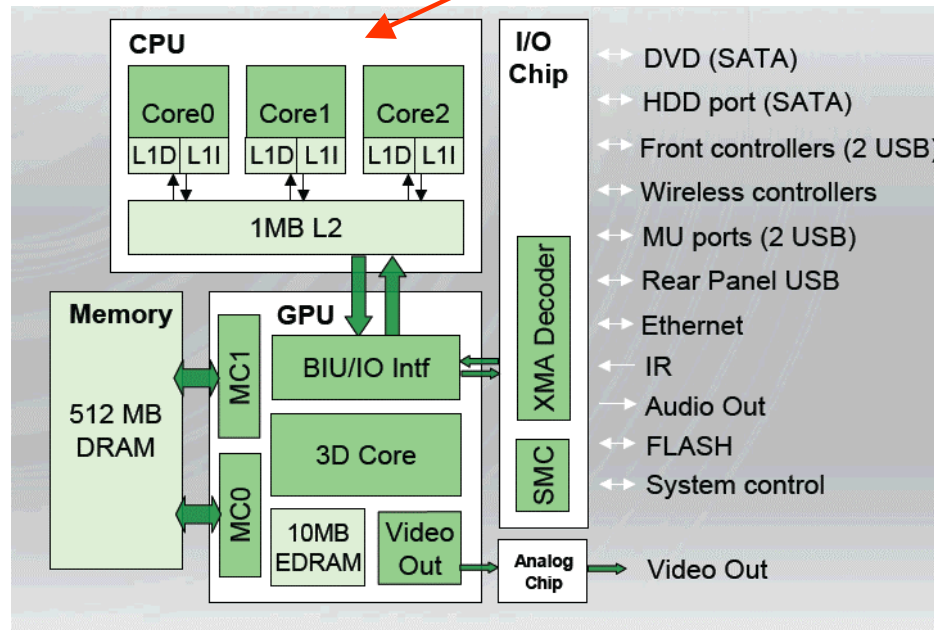 CPU
Core0
L1D L1I
Core1
L1D L1I
Core2
L1D L1I
1MB L2
Memory
512 MB
DRAM
GPU
MC1
MC0
BIU/IO Intf
3D Core
10MB
EDRAM
Video
Out
I/O
Chip
XMA Decoder
SMC
Analog
Chip
DVD (SATA)
HDD port (SATA)
Front controllers (2 USB)
Wireless controllers
MU ports (2 USB)
Rear Panel USB
Ethernet
IR
Audio Out
FLASH
System control
Video Out